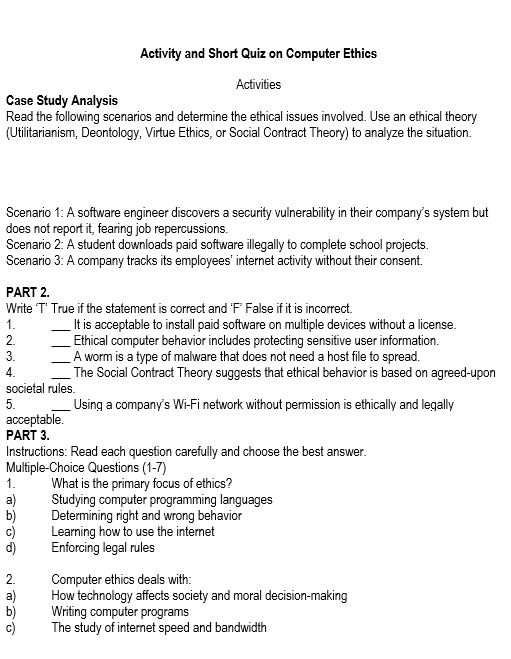 Activity and Short Quiz on Computer Ethics
Activities
Case Study Analysis
Read the following scenarios and determine the ethical issues involved. Use an ethical theory
(Utilitarianism, Deontology, Virtue Ethics, or Social Contract Theory) to analyze the situation.
Scenario 1: A software engineer discovers a security vulnerability in their company's system but
does not report it, fearing job repercussions.
Scenario 2: A student downloads paid software illegally to complete school projects.
Scenario 3: A company tracks its employees' internet activity without their consent.
PART 2.
Write 'T' True if the statement is correct and 'F' False if it is incorrect.
1. ___ It is acceptable to install paid software on multiple devices without a license.
2. ___ Ethical computer behavior includes protecting sensitive user information.
3. ___ A worm is a type of malware that does not need a host file to spread.
4. ___ The Social Contract Theory suggests that ethical behavior is based on agreed-upon
societal rules.
5. ___ Using a company's Wi-Fi network without permission is ethically and legally
acceptable.
PART 3.
Instructions: Read each question carefully and choose the best answer.
Multiple-Choice Questions (1-7)
1. What is the primary focus of ethics?
a) Studying computer programming languages
b) Determining right and wrong behavior
c) Learning how to use the internet
d) Enforcing legal rules
2. Computer ethics deals with:
a) How technology affects society and moral decision-making
b) Writing computer programs
c) The study of internet speed and bandwidth